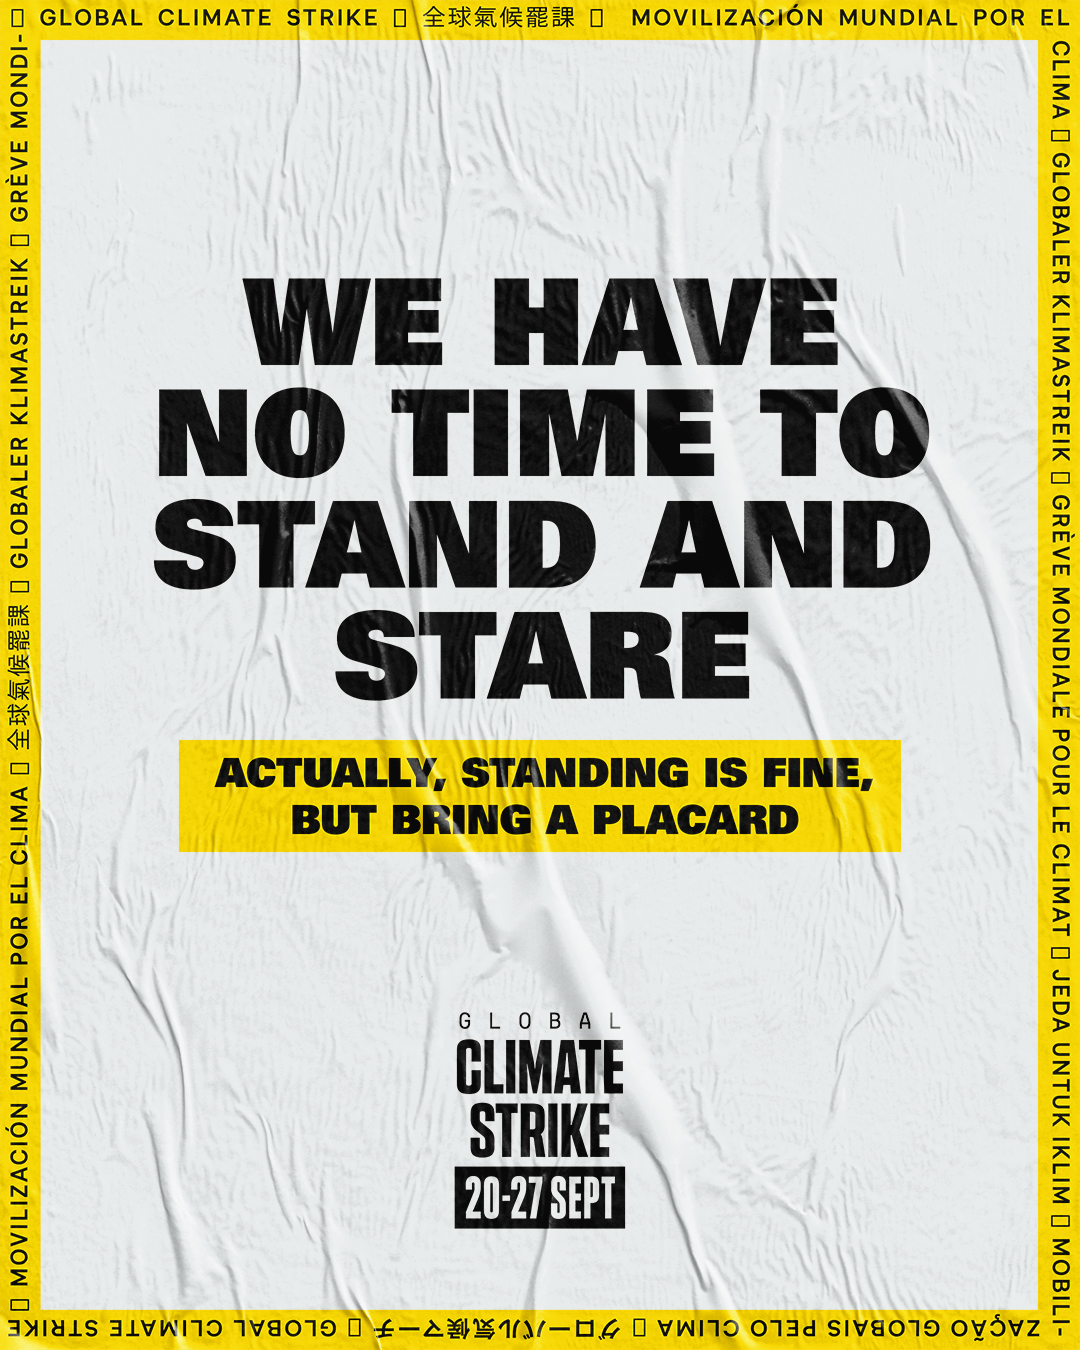 ▯ GLOBAL CLIMATE STRIKE ▯ 全球氣候罷課 ▯ MOVILIZACIÓN MUNDIAL POR EL
CLIMA ▯ GLOBALER KLIMASTREIK ▯ GRÈVE MONDIALE POUR LE CLIMAT ▯ JEDA UNTUK IKLIM ▯ MOBILI-
ZAÇÃO GLOBAIS PELO CLIMA ▯ グローバル気候マーチ ▯ GLOBAL CLIMATE STRIKE
▯ MOVILIZACIÓN MUNDIAL POR EL CLIMA ▯ 全球氣候罷課 ▯ GLOBALER KLIMASTREIK ▯ GRÈVE MONDI-
WE HAVE
NO TIME TO
STAND AND
STARE
ACTUALLY, STANDING IS FINE,
BUT BRING A PLACARD
GLOBAL
CLIMATE
STRIKE
20-27 SEPT